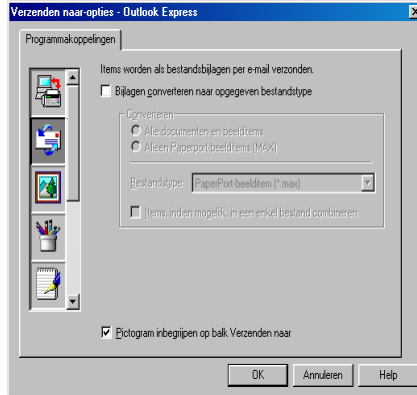 Verzenden naar-opties - Outlook Express
Programmakoppelingen
Items worden als bestandsbijlagen per e-mail verzonden.
Bijlagen converteren naar opgegeven bestandstype
Converteren
Alle documenten en beelditems
Alleen Paperport-beelditems (MAX)
Bestandstype: PaperPort-beelditem (*.max)
Items, indien mogelijk, in een enkel bestand combineren
Pictogram inbegrijpen op balk Verzenden naar
OK Annuleren Help